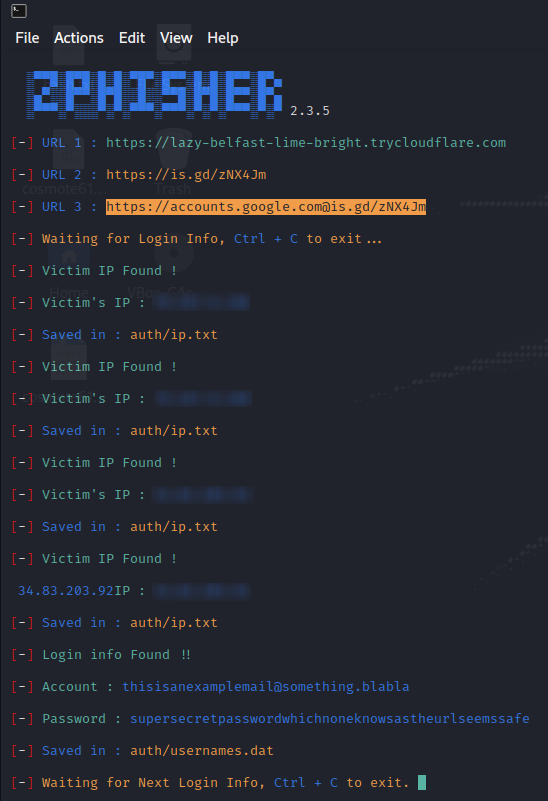 File Actions Edit View Help
ZPHISHER 2.3.5
[-] URL 1 : https://lazy-belfast-lime-bright.trycloudflare.com
[-] URL 2 : https://is.gd/zNX4Jm
[-] URL 3 : https://accounts.google.com@is.gd/zNX4Jm
[-] Waiting for Login Info, Ctrl + C to exit...
[-] Victim IP Found !
[-] Victim's IP :
[-] Saved in : auth/ip.txt
[-] Victim IP Found !
[-] Victim's IP :
[-] Saved in : auth/ip.txt
[-] Victim IP Found !
[-] Victim's IP :
[-] Saved in : auth/ip.txt
[-] Victim IP Found !
34.83.203.92IP :
[-] Saved in : auth/ip.txt
[-] Login info Found !!
[-] Account : thisisanexamplemail@something.blabla
[-] Password : supersecretpasswordwhichnoneknowsastheurlseemssafe
[-] Saved in : auth/usernames.dat
[-] Waiting for Next Login Info, Ctrl + C to exit.
cosmote61...
Trash
Home